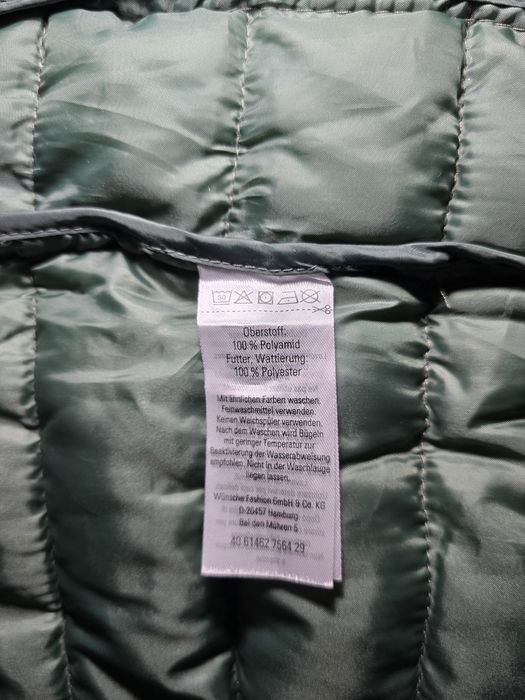 30
Oberstoff:
100 % Polyamid
Futter, Wattierung:
100 % Polyester
Mit ähnlichen Farben waschen.
Feinwaschmittel verwenden.
Keinen Weichspüler verwenden.
Nach dem Waschen wird Bügeln
mit geringer Temperatur zur
Reaktivierung der Wasserabweisung
empfohlen. Nicht in der Waschlauge
liegen lassen.
Wünsche Fashion GmbH & Co. KG
D-20457 Hamburg
Bei den Mühren 5
40 61462 7564 29